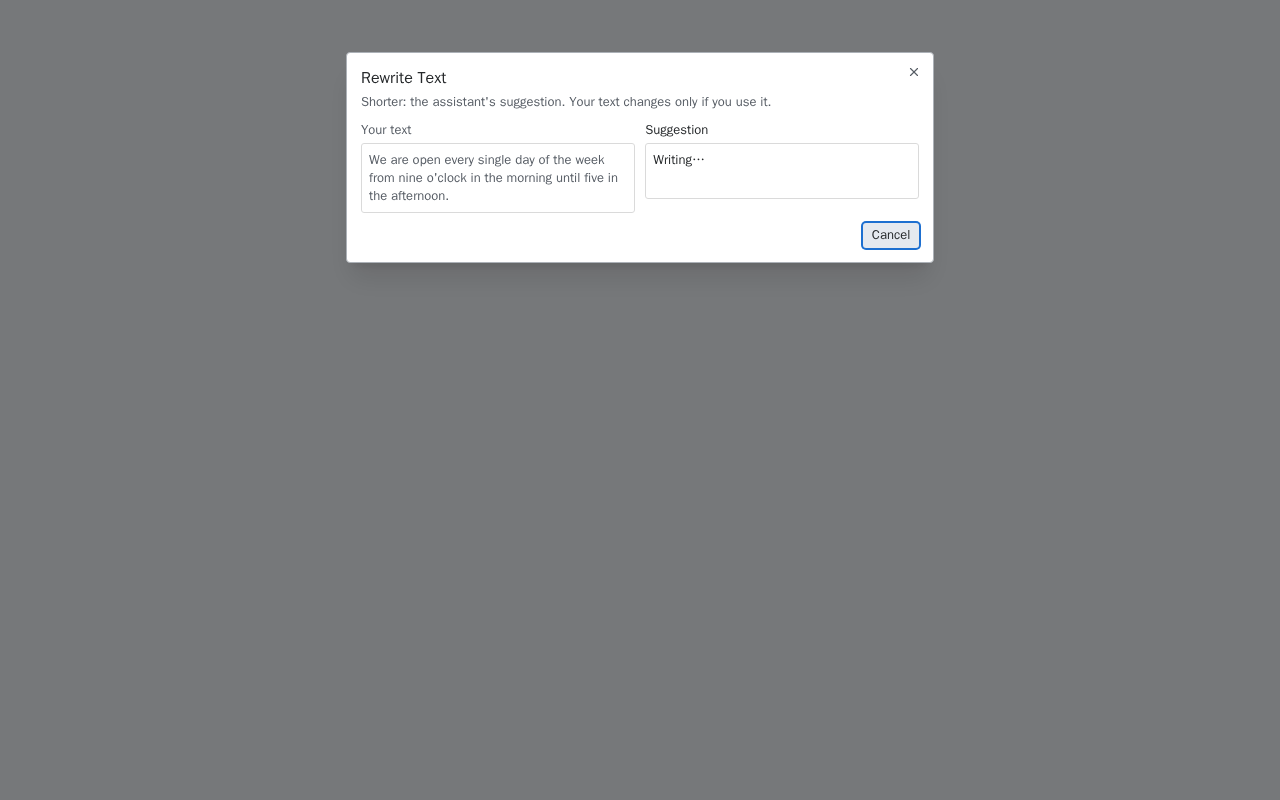 Rewrite Text
Shorter: the assistant's suggestion. Your text changes only if you use it.
Your text
We are open every single day of the week
from nine o'clock in the morning until five in
the afternoon.
Suggestion
Writing⋯
Cancel